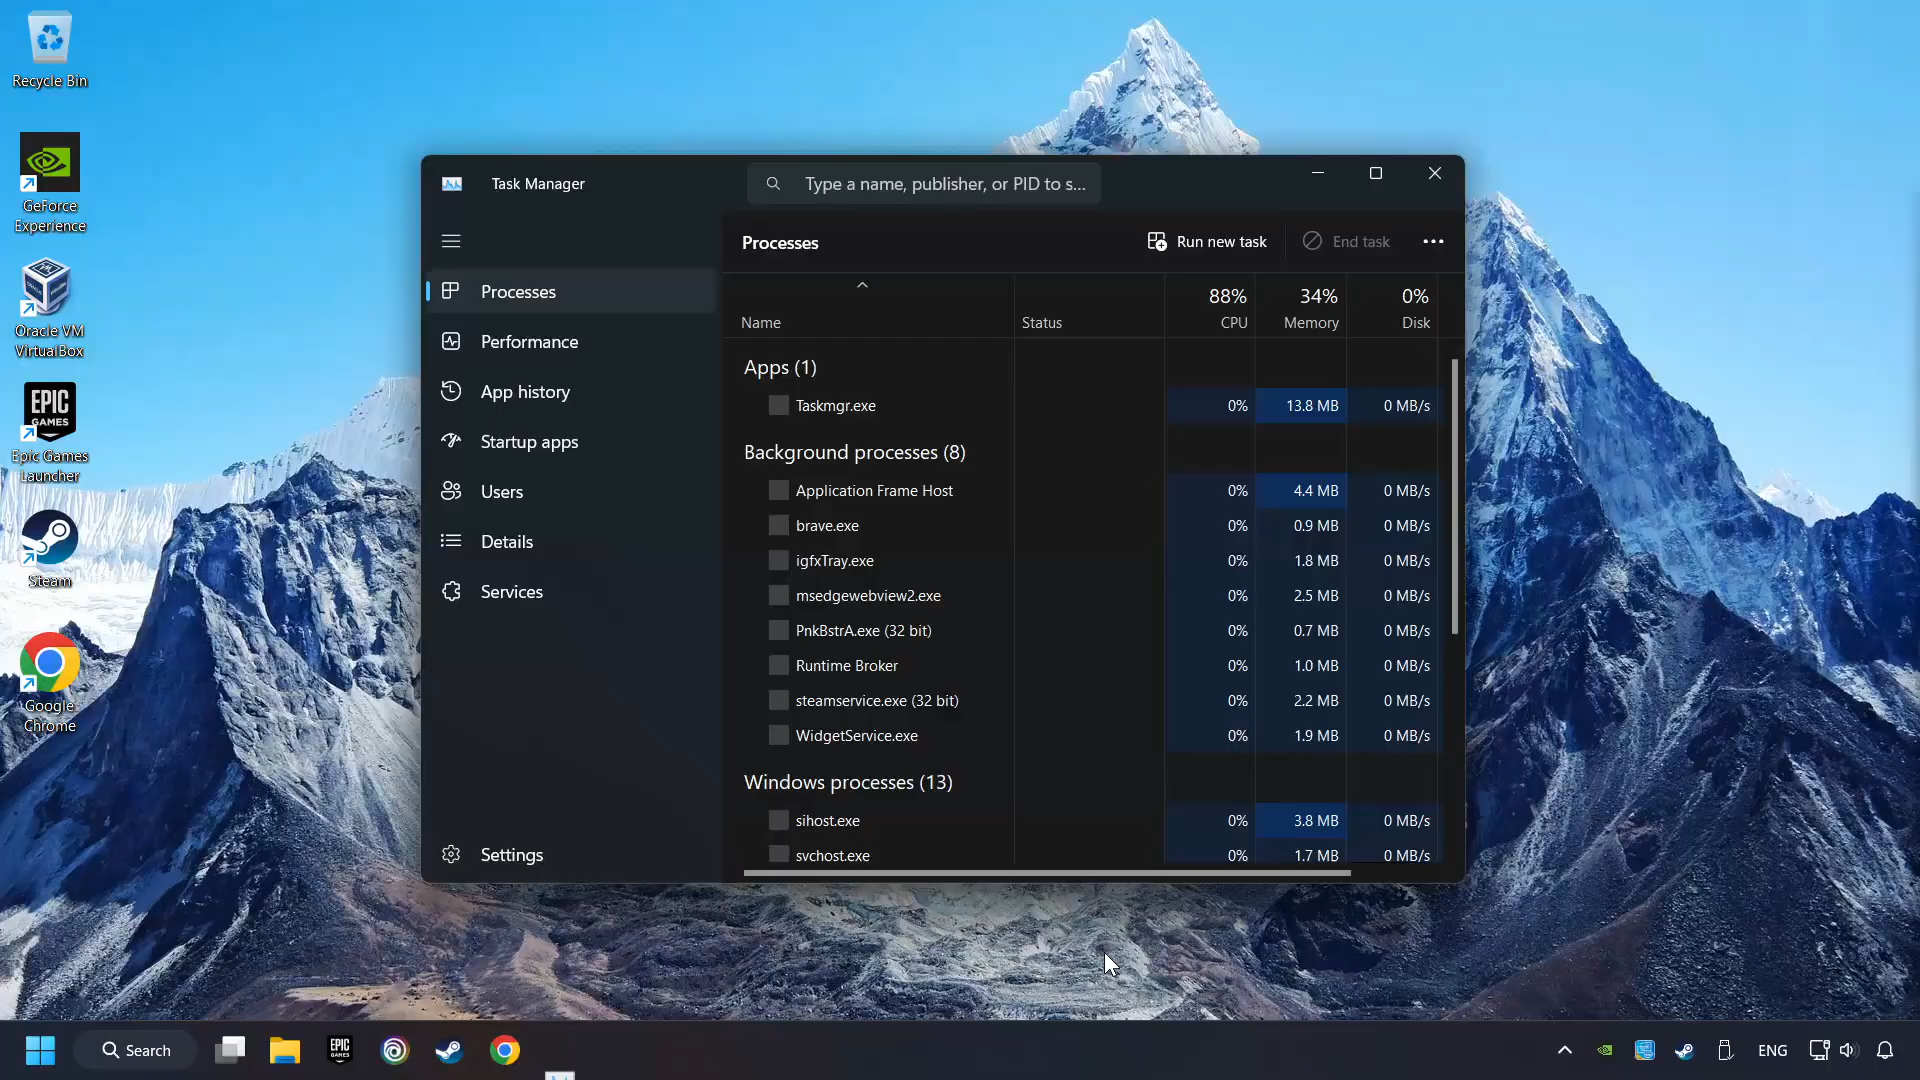 Recycle Bin
GeForce
Experience
Oracle VM
VirtualBox
EPIC
GAMES
Epic Games
Launcher
Steam
Google
Chrome
Task Manager
Type a name, publisher, or PID to s...
Processes
Run new task
End task
Processes
Performance
App history
Startup apps
Users
Details
Services
Settings
88% 34% 0%
Name Status CPU Memory Disk
Apps (1)
Taskmgr.exe 0% 13.8 MB 0 MB/s
Background processes (8)
Application Frame Host 0% 4.4 MB 0 MB/s
brave.exe 0% 0.9 MB 0 MB/s
igfxTray.exe 0% 1.8 MB 0 MB/s
msedgewebview2.exe 0% 2.5 MB 0 MB/s
PnkBstrA.exe (32 bit) 0% 0.7 MB 0 MB/s
Runtime Broker 0% 1.0 MB 0 MB/s
steamservice.exe (32 bit) 0% 2.2 MB 0 MB/s
WidgetService.exe 0% 1.9 MB 0 MB/s
Windows processes (13)
sihost.exe 0% 3.8 MB 0 MB/s
svchost.exe 0% 1.7 MB 0 MB/s
Search
EPIC
GAMES
ENG